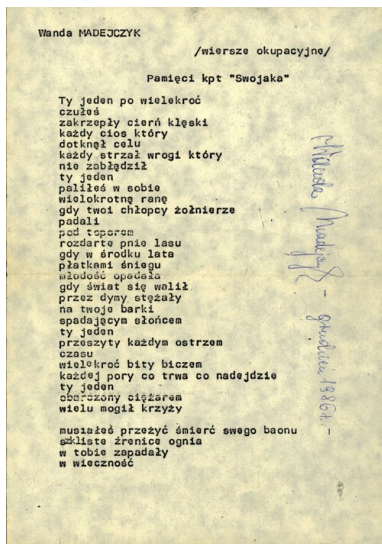 Wanda MADEJCZYK
/wiersze okupacyjne/
Pamięci kpt "Swojaka"
Ty jeden po wielekroć
czułeś
zakrzepły cierń klęski
każdy cios który
dotknął celu
każdy strzał wrogi który
nie zabłądził
ty jeden
paliłeś w sobie
wielokrotną ranę
gdy twoi chłopcy żołnierze
padali
pod toporem
rozdarte pnie lasu
gdy w środku lata
płatkami śniegu
młodość opadała
gdy świat się walił
przez dymy stężały
na twoje barki
spadającym słońcem
ty jeden
przeszyty każdym ostrzem
czasu
wielekroć bity biczem
każdej pory co trwa co nadejdzie
ty jeden
obarczony ciężarem
wielu mogił krzyży
musiałeś przeżyć śmierć swego baonu
szkliste źrenice ognia
w tobie zapadały
w wieczność
Wanda Madejczyk - grudzień 1986 r. -